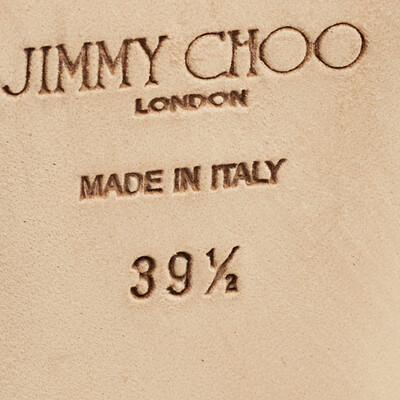 JIMMY CHOO
LONDON
MADE IN ITALY
39½